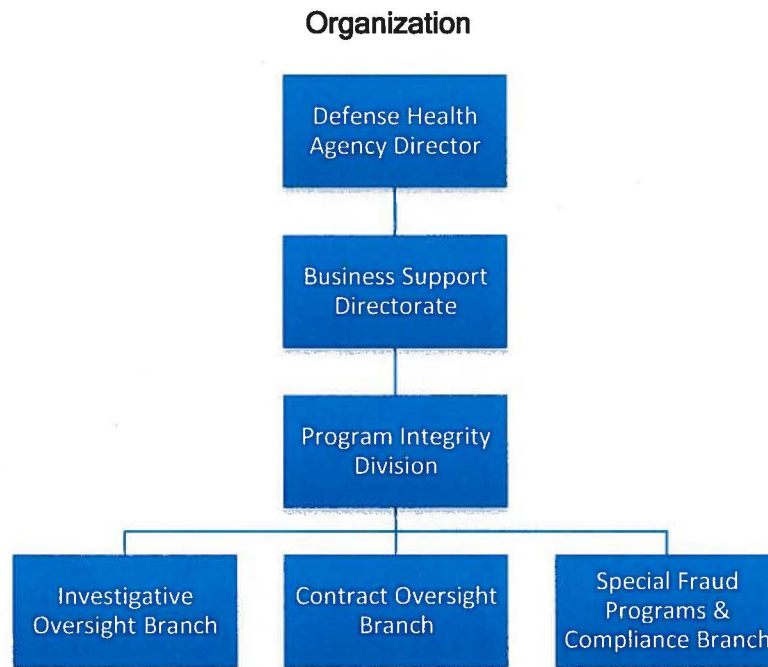 Organization
Defense Health
Agency Director
Business Support
Directorate
Program Integrity
Division
Investigative
Oversight Branch
Contract Oversight
Branch
Special Fraud
Programs &
Compliance Branch